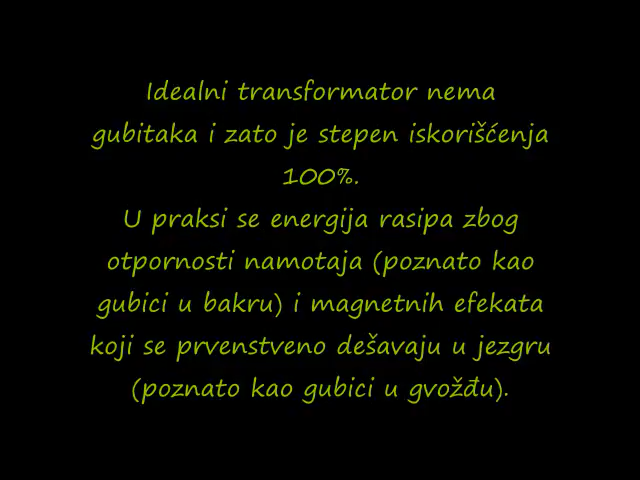 Idealni transformator nema
gubitaka i zato je stepen iskorišćenja
100%.
U praksi se energija rasipa zbog
otpornosti namotaja (poznato kao
gubici u bakru) i magnetnih efekata
koji se prvenstveno dešavaju u jezgru
(poznato kao gubici u gvožđu).